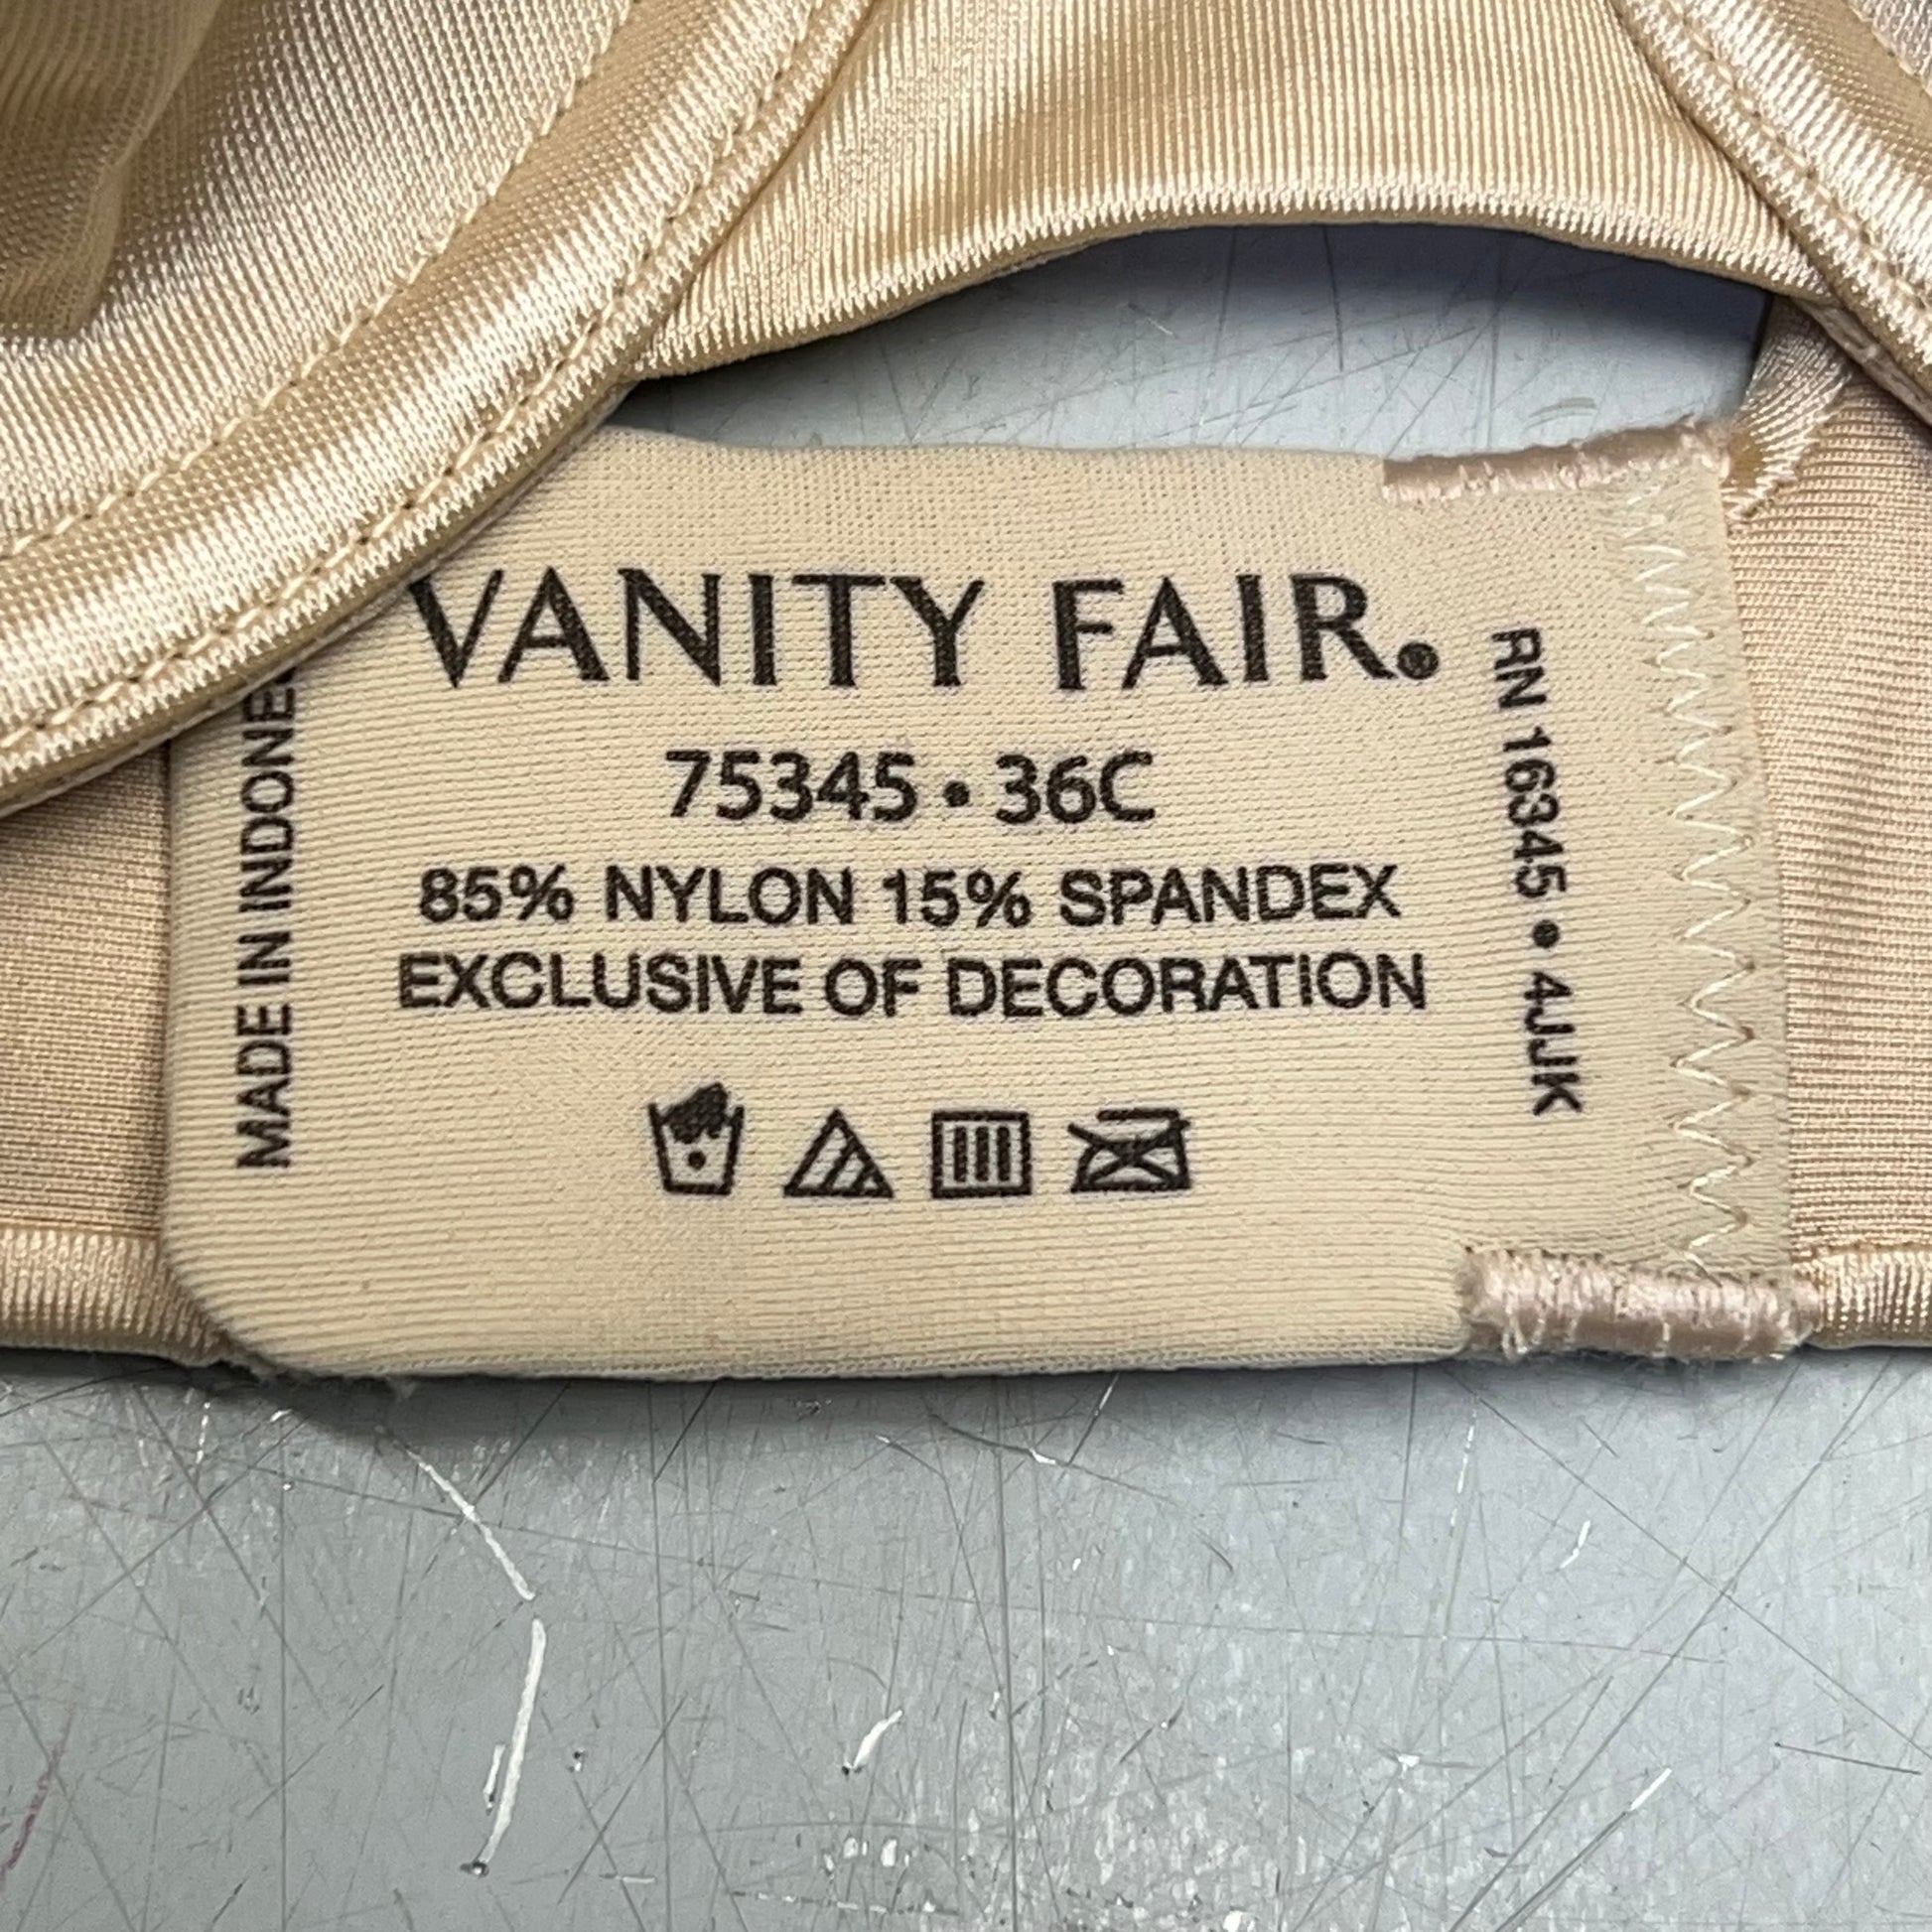 VANITY FAIR.
75345 • 36C
85% NYLON 15% SPANDEX
EXCLUSIVE OF DECORATION
MADE IN INDONE
RN 16345 • 4JJK